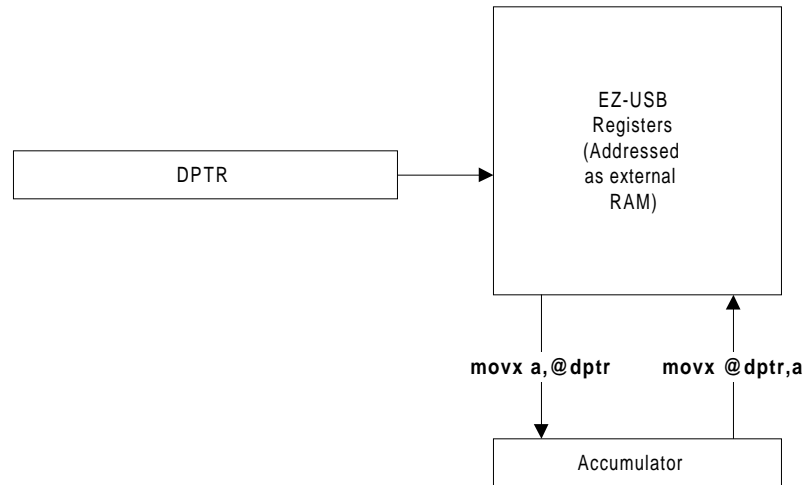 EZ-USB
Registers
(Addressed
as external
RAM)
DPTR
movx a,@dptr
movx @dptr,a
Accumulator